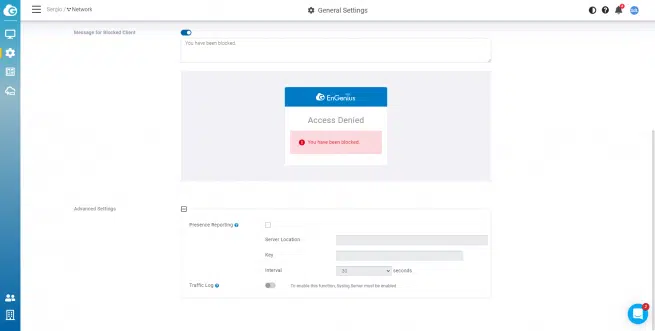 Sergio / Network
General Settings
Message for Blocked Client
You have been blocked.
EnGenius
Access Denied
You have been blocked.
Advanced Settings
Presence Reporting
Server Location
Key
Interval
30
seconds
Traffic Log
To enable this function, Syslog Server must be enabled